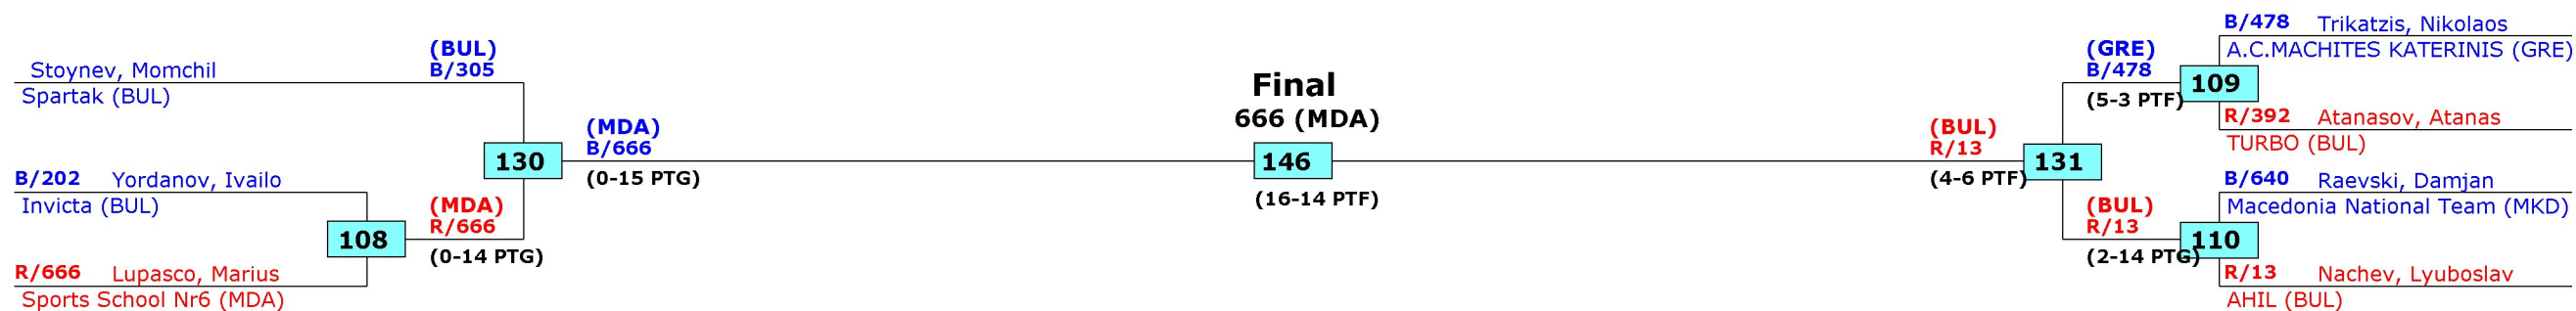 Stoynev, Momchil
Spartak (BUL)
(BUL)
B/305
B/202 Yordanov, Ivailo
Invicta (BUL)
108
R/666 Lupasco, Marius
Sports School Nr6 (MDA)
(MDA)
R/666
(0-14 PTG)
130
(MDA)
B/666
(0-15 PTG)
Final
666 (MDA)
146
(16-14 PTF)
(BUL)
R/13
(4-6 PTF)
131
(GRE)
B/478
(5-3 PTF)
109
B/478 Trikatzis, Nikolaos
A.C.MACHITES KATERINIS (GRE)
R/392 Atanasov, Atanas
TURBO (BUL)
(BUL)
R/13
(2-14 PTG)
110
B/640 Raevski, Damjan
Macedonia National Team (MKD)
R/13 Nachev, Lyuboslav
AHIL (BUL)